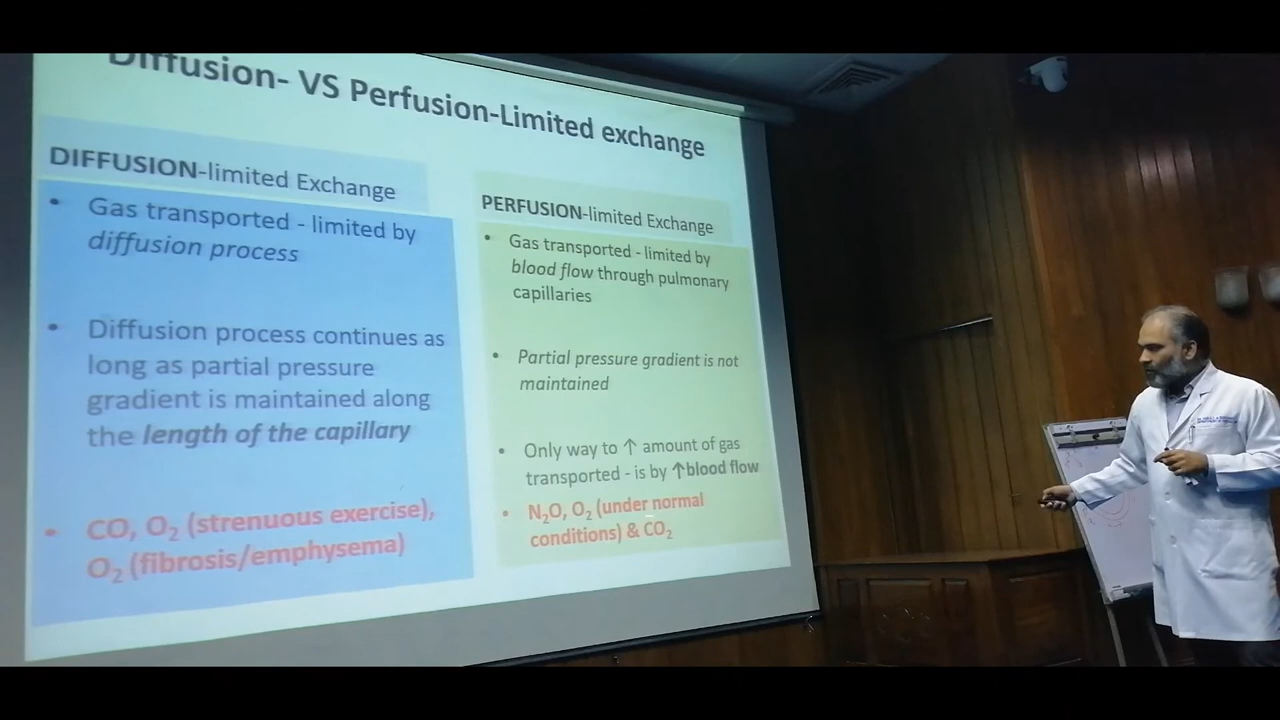 Diffusion- VS Perfusion-Limited exchange
DIFFUSION-limited Exchange
• Gas transported - limited by
diffusion process
• Diffusion process continues as
long as partial pressure
gradient is maintained along
the length of the capillary
• CO, O₂ (strenuous exercise),
O₂ (fibrosis/emphysema)
PERFUSION-limited Exchange
• Gas transported - limited by
blood flow through pulmonary
capillaries
• Partial pressure gradient is not
maintained
• Only way to ↑ amount of gas
transported - is by ↑blood flow
• N₂O, O₂ (under normal
conditions) & CO₂